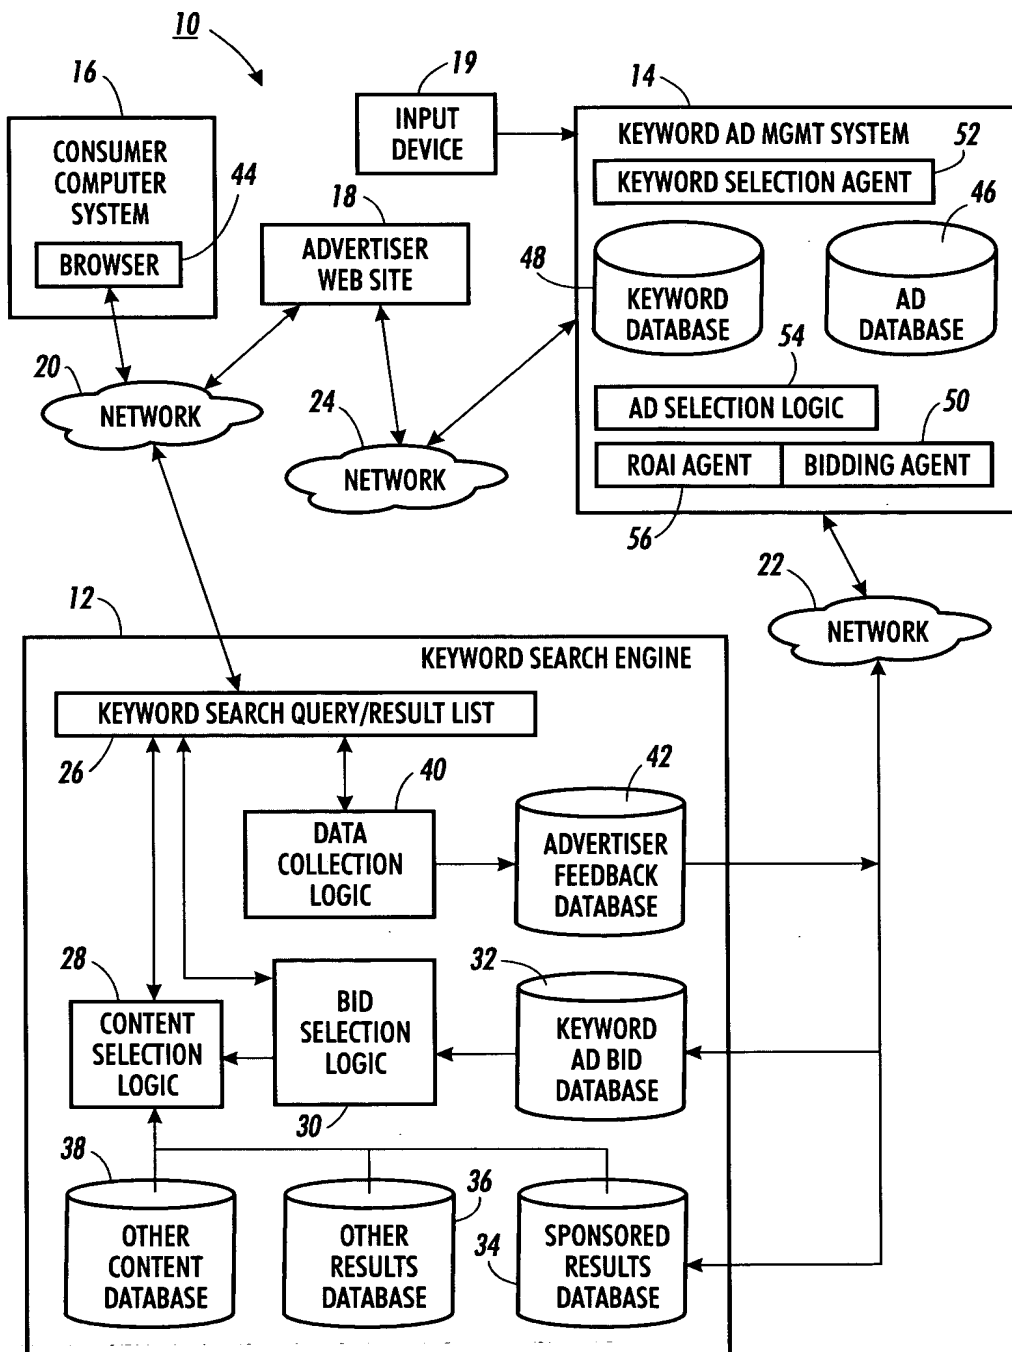 10
16
19
14
CONSUMER
COMPUTER
SYSTEM
44
BROWSER
INPUT
DEVICE
18
ADVERTISER
WEB SITE
KEYWORD AD MGMT SYSTEM
52
KEYWORD SELECTION AGENT
46
48
KEYWORD
DATABASE
AD
DATABASE
54
AD SELECTION LOGIC
50
ROAI AGENT
BIDDING AGENT
56
20
NETWORK
24
NETWORK
22
NETWORK
12
KEYWORD SEARCH ENGINE
KEYWORD SEARCH QUERY/RESULT LIST
26
40
DATA
COLLECTION
LOGIC
42
ADVERTISER
FEEDBACK
DATABASE
28
CONTENT
SELECTION
LOGIC
BID
SELECTION
LOGIC
30
32
KEYWORD
AD BID
DATABASE
38
OTHER
CONTENT
DATABASE
36
OTHER
RESULTS
DATABASE
34
SPONSORED
RESULTS
DATABASE